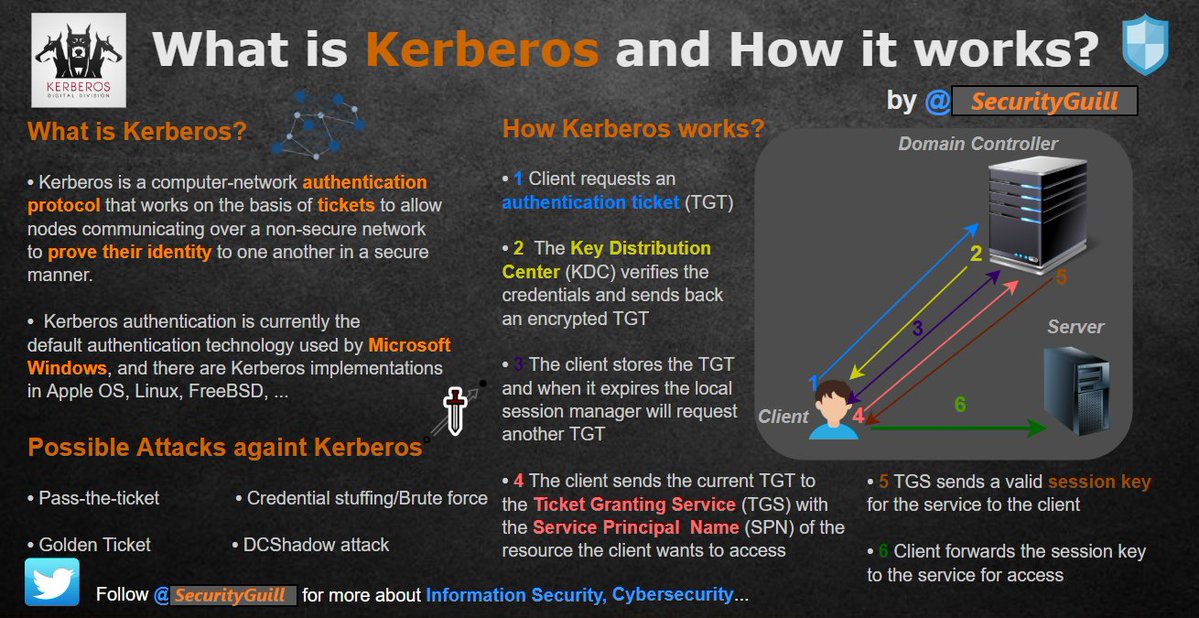 What is Kerberos and How it works?
KERBEROS
DIGITAL DIVISION
by @SecurityGuill
What is Kerberos?
• Kerberos is a computer-network authentication
protocol that works on the basis of tickets to allow
nodes communicating over a non-secure network
to prove their identity to one another in a secure
manner.
• Kerberos authentication is currently the
default authentication technology used by Microsoft
Windows, and there are Kerberos implementations
in Apple OS, Linux, FreeBSD, ...
Possible Attacks againt Kerberos
• Pass-the-ticket
• Credential stuffing/Brute force
• Golden Ticket
• DCShadow attack
How Kerberos works?
• 1 Client requests an
authentication ticket (TGT)
• 2 The Key Distribution
Center (KDC) verifies the
credentials and sends back
an encrypted TGT
• 3 The client stores the TGT
and when it expires the local
session manager will request
another TGT
• 4 The client sends the current TGT to
the Ticket Granting Service (TGS) with
the Service Principal Name (SPN) of the
resource the client wants to access
Domain Controller
2
5
3
Server
1
Client
4
6
• 5 TGS sends a valid session key
for the service to the client
• 6 Client forwards the session key
to the service for access
Follow @SecurityGuill for more about Information Security, Cybersecurity...